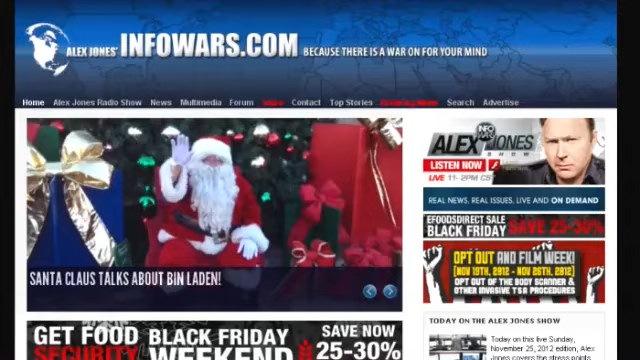 ALEX JONES' INFOWARS.COM BECAUSE THERE IS A WAR ON FOR YOUR MIND
Home Alex Jones Radio Show News Multimedia Forum Contact Top Stories Breaking News Search Advertise
SANTA CLAUS TALKS ABOUT BIN LADEN!
GET FOOD
SECURITY
BLACK FRIDAY
WEEKEND
SAVE NOW
25-30%
INFO
WARS
ALEX JONES
SHOW
LISTEN NOW
LIVE 11- 2PM CST
REAL NEWS, REAL ISSUES, LIVE AND ON DEMAND
EFOODSDIRECT SALE
BLACK FRIDAY SAVE 25-30%
OPT OUT AND FILM WEEK!
(NOV 19TH, 2012 - NOV 26TH, 2012)
OPT OUT OF THE BODY SCANNER
& OTHER INVASIVE TSA PROCEDURES
TODAY ON THE ALEX JONES SHOW
Today on this live Sunday,
November 25, 2012 edition, Alex
Jones covers the stress points